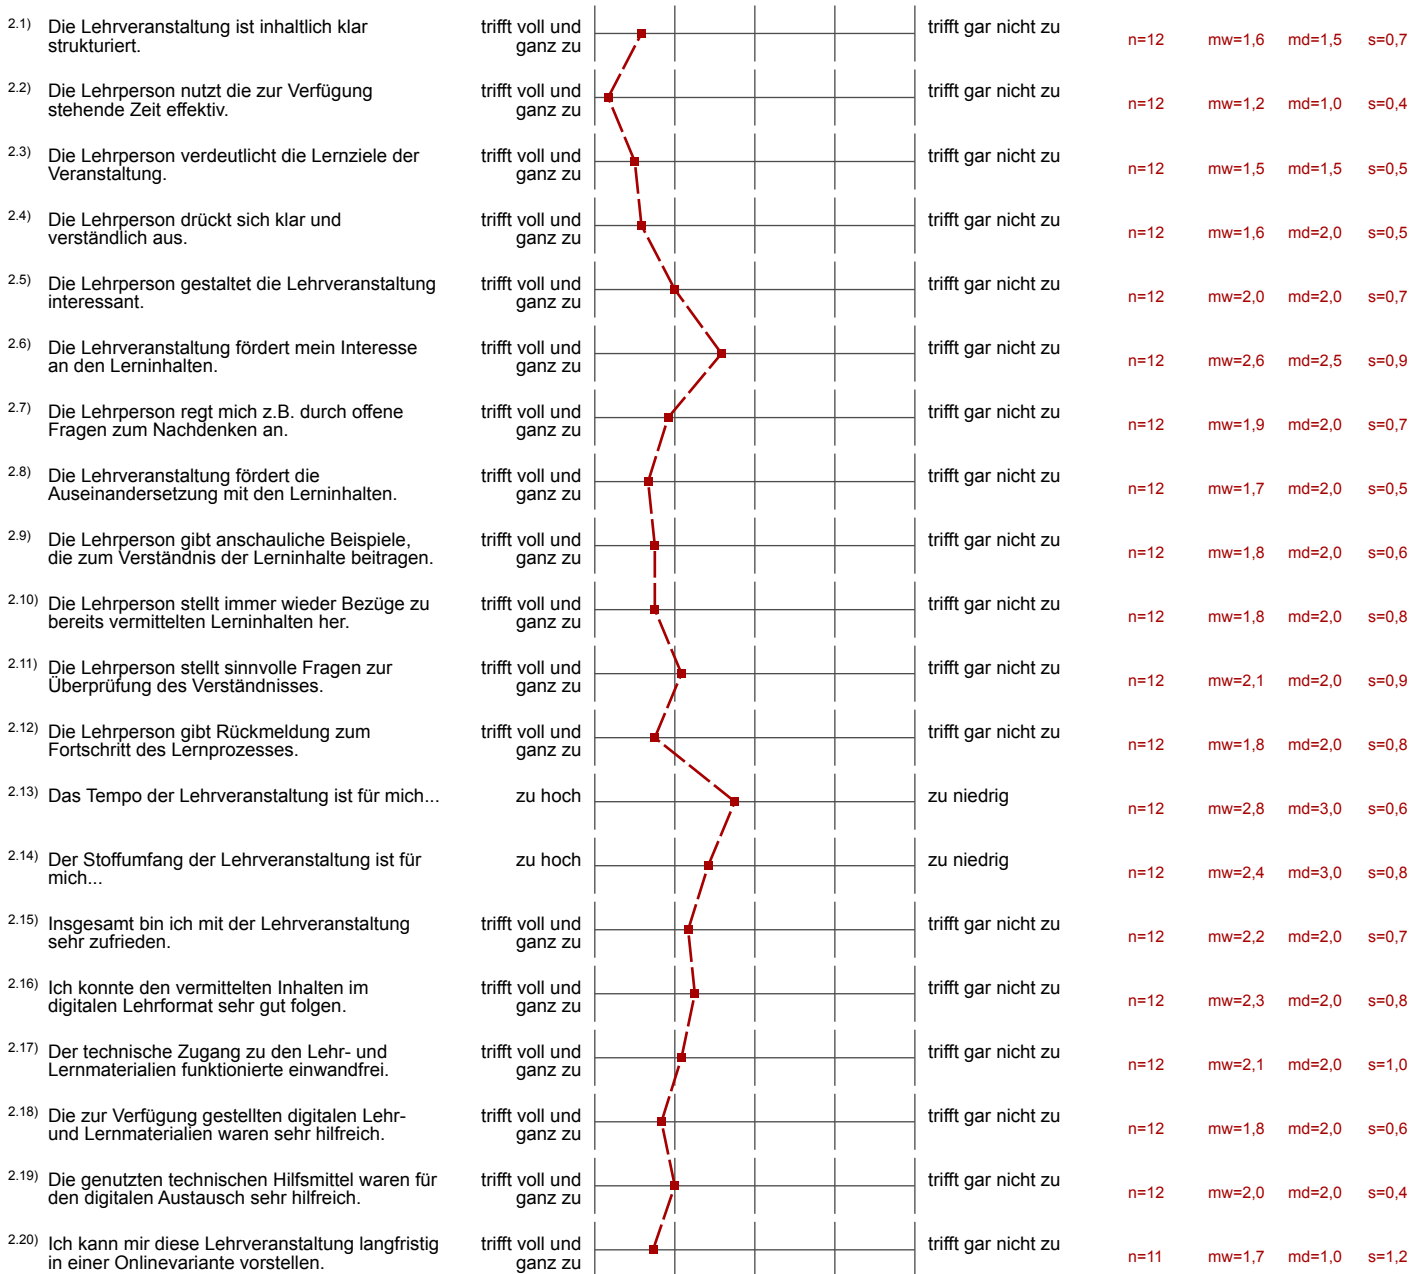 2.1) Die Lehrveranstaltung ist inhaltlich klar trifft voll und trifft gar nicht zu
strukturiert. ganz zu n=12 mw=1,6 md=1,5 s=0,7
2.2) Die Lehrperson nutzt die zur Verfügung trifft voll und trifft gar nicht zu
stehende Zeit effektiv. ganz zu n=12 mw=1,2 md=1,0 s=0,4
2.3) Die Lehrperson verdeutlicht die Lernziele der trifft voll und trifft gar nicht zu
Veranstaltung. ganz zu n=12 mw=1,5 md=1,5 s=0,5
2.4) Die Lehrperson drückt sich klar und trifft voll und trifft gar nicht zu
verständlich aus. ganz zu n=12 mw=1,6 md=2,0 s=0,5
2.5) Die Lehrperson gestaltet die Lehrveranstaltung trifft voll und trifft gar nicht zu
interessant. ganz zu n=12 mw=2,0 md=2,0 s=0,7
2.6) Die Lehrveranstaltung fördert mein Interesse trifft voll und trifft gar nicht zu
an den Lerninhalten. ganz zu n=12 mw=2,6 md=2,5 s=0,9
2.7) Die Lehrperson regt mich z.B. durch offene trifft voll und trifft gar nicht zu
Fragen zum Nachdenken an. ganz zu n=12 mw=1,9 md=2,0 s=0,7
2.8) Die Lehrveranstaltung fördert die trifft voll und trifft gar nicht zu
Auseinandersetzung mit den Lerninhalten. ganz zu n=12 mw=1,7 md=2,0 s=0,5
2.9) Die Lehrperson gibt anschauliche Beispiele, trifft voll und trifft gar nicht zu
die zum Verständnis der Lerninhalte beitragen. ganz zu n=12 mw=1,8 md=2,0 s=0,6
2.10) Die Lehrperson stellt immer wieder Bezüge zu trifft voll und trifft gar nicht zu
bereits vermittelten Lerninhalten her. ganz zu n=12 mw=1,8 md=2,0 s=0,8
2.11) Die Lehrperson stellt sinnvolle Fragen zur trifft voll und trifft gar nicht zu
Überprüfung des Verständnisses. ganz zu n=12 mw=2,1 md=2,0 s=0,9
2.12) Die Lehrperson gibt Rückmeldung zum trifft voll und trifft gar nicht zu
Fortschritt des Lernprozesses. ganz zu n=12 mw=1,8 md=2,0 s=0,8
2.13) Das Tempo der Lehrveranstaltung ist für mich... zu hoch zu niedrig n=12 mw=2,8 md=3,0 s=0,6
2.14) Der Stoffumfang der Lehrveranstaltung ist für zu hoch zu niedrig
mich... n=12 mw=2,4 md=3,0 s=0,8
2.15) Insgesamt bin ich mit der Lehrveranstaltung trifft voll und trifft gar nicht zu
sehr zufrieden. ganz zu n=12 mw=2,2 md=2,0 s=0,7
2.16) Ich konnte den vermittelten Inhalten im trifft voll und trifft gar nicht zu
digitalen Lehrformat sehr gut folgen. ganz zu n=12 mw=2,3 md=2,0 s=0,8
2.17) Der technische Zugang zu den Lehr- und trifft voll und trifft gar nicht zu
Lernmaterialien funktionierte einwandfrei. ganz zu n=12 mw=2,1 md=2,0 s=1,0
2.18) Die zur Verfügung gestellten digitalen Lehr- trifft voll und trifft gar nicht zu
und Lernmaterialien waren sehr hilfreich. ganz zu n=12 mw=1,8 md=2,0 s=0,6
2.19) Die genutzten technischen Hilfsmittel waren für trifft voll und trifft gar nicht zu
den digitalen Austausch sehr hilfreich. ganz zu n=12 mw=2,0 md=2,0 s=0,4
2.20) Ich kann mir diese Lehrveranstaltung langfristig trifft voll und trifft gar nicht zu
in einer Onlinevariante vorstellen. ganz zu n=11 mw=1,7 md=1,0 s=1,2